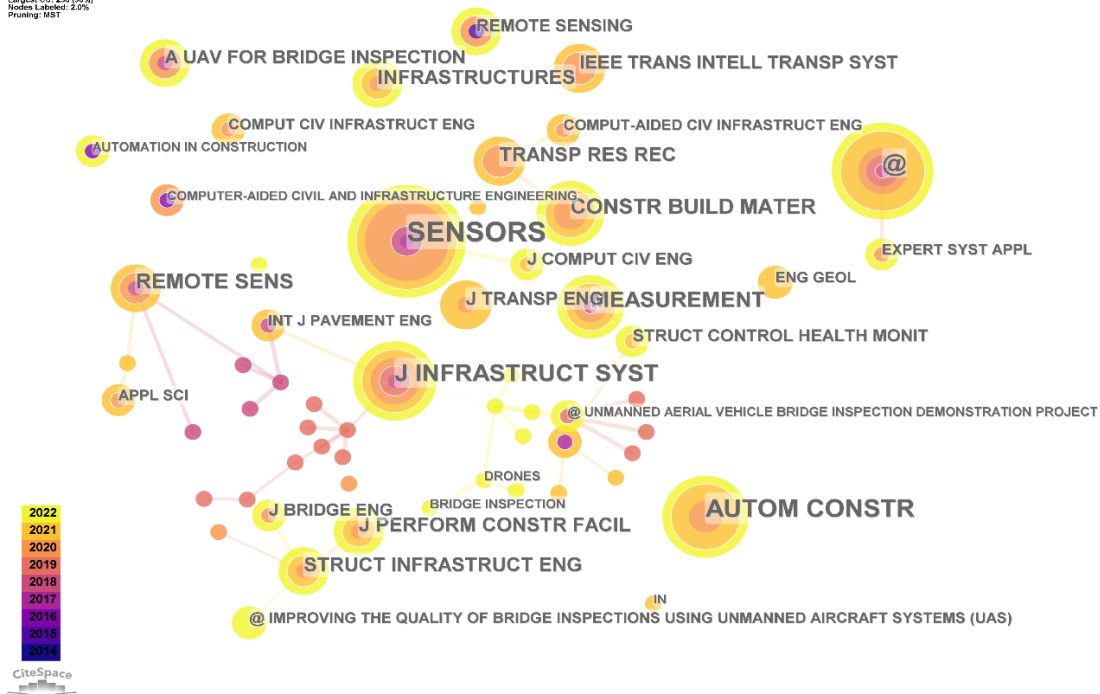 Nodes Labeled: 2.0%
Pruning: MST
REMOTE SENSING
A UAV FOR BRIDGE INSPECTION
IEEE TRANS INTELL TRANSP SYST
INFRASTRUCTURES
COMPUT CIV INFRASTRUCT ENG
COMPUT-AIDED CIV INFRASTRUCT ENG
AUTOMATION IN CONSTRUCTION
TRANSP RES REC
@
COMPUTER-AIDED CIVIL AND INFRASTRUCTURE ENGINEERING
CONSTR BUILD MATER
SENSORS
EXPERT SYST APPL
J COMPUT CIV ENG
REMOTE SENS
ENG GEOL
J TRANSP ENG
MEASUREMENT
INT J PAVEMENT ENG
STRUCT CONTROL HEALTH MONIT
J INFRASTRUCT SYST
APPL SCI
@ UNMANNED AERIAL VEHICLE BRIDGE INSPECTION DEMONSTRATION PROJECT
DRONES
BRIDGE INSPECTION
J BRIDGE ENG
AUTOM CONSTR
J PERFORM CONSTR FACIL
STRUCT INFRASTRUCT ENG
IN
@ IMPROVING THE QUALITY OF BRIDGE INSPECTIONS USING UNMANNED AIRCRAFT SYSTEMS (UAS)
2022
2021
2020
2019
2018
2017
2016
2015
2014
CiteSpace